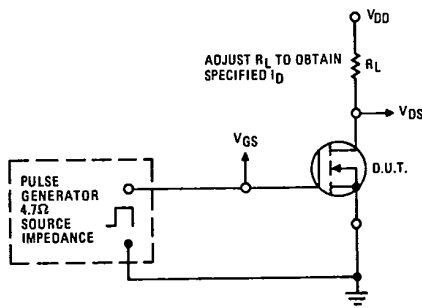 VDD
ADJUST RL TO OBTAIN
SPECIFIED ID
RL
VDS
VGS
D.U.T.
PULSE
GENERATOR
4.7Ω
SOURCE
IMPEDANCE